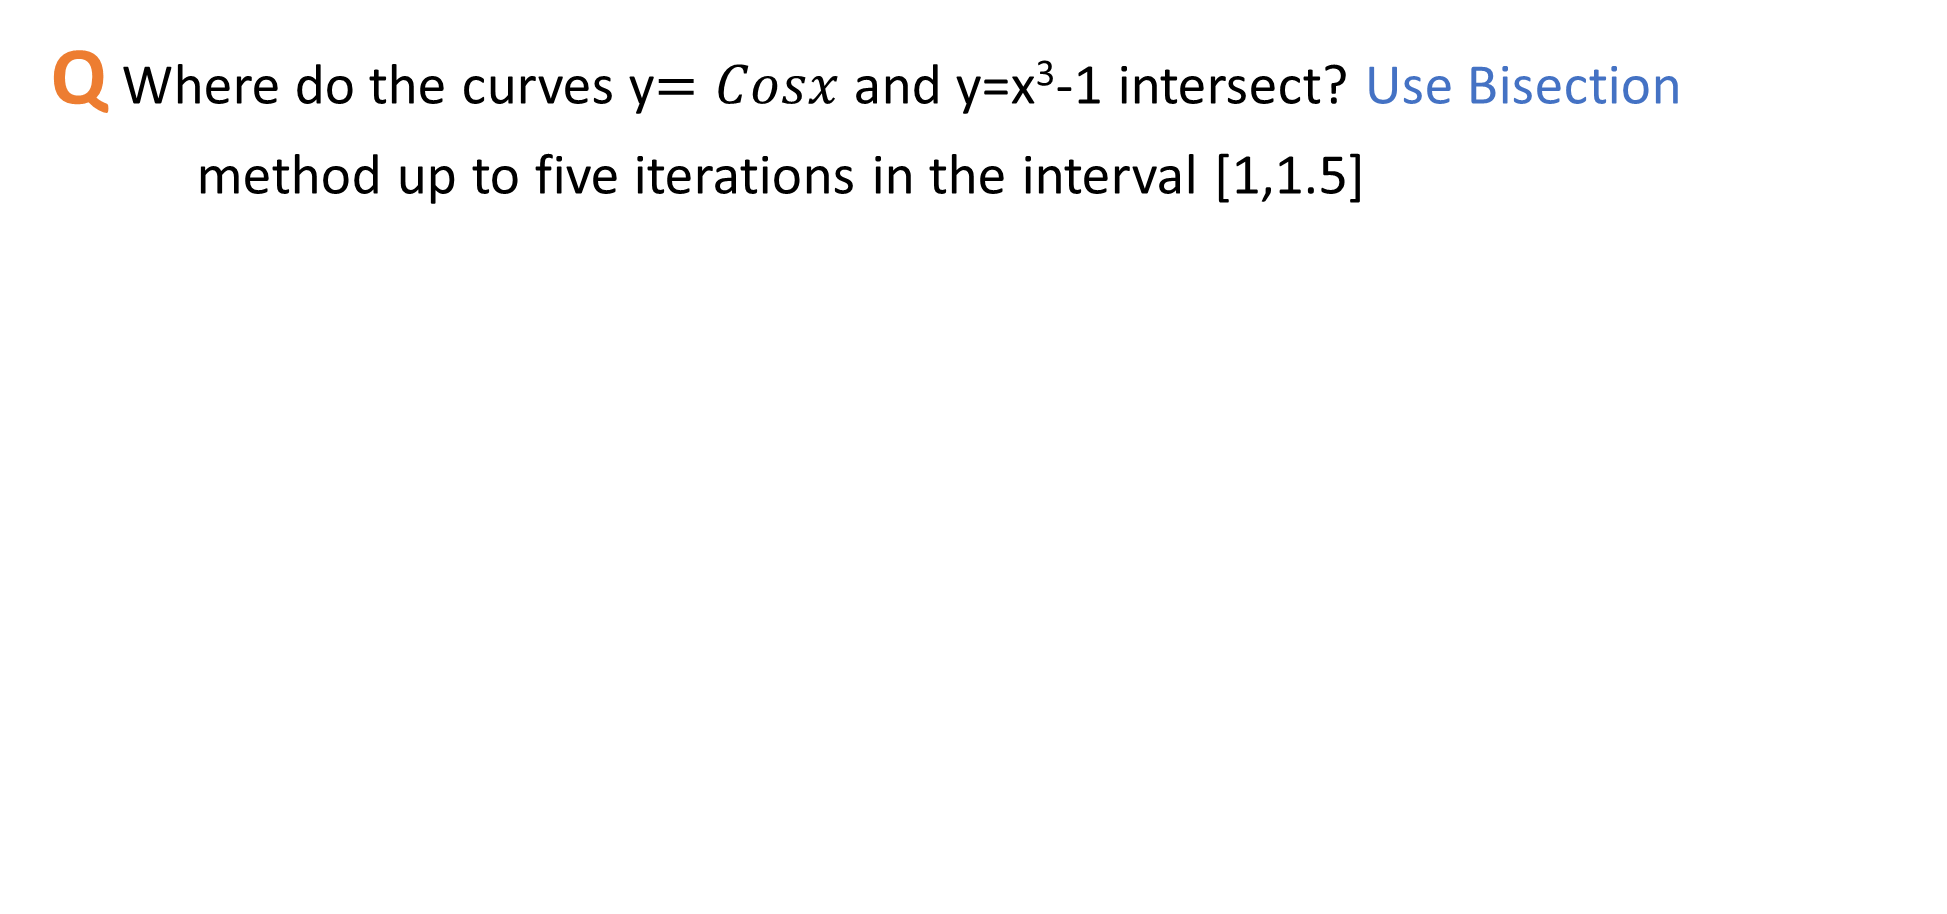 Q Where do the curves y= Cosx and y=x³-1 intersect? Use Bisection
method up to five iterations in the interval [1,1.5]